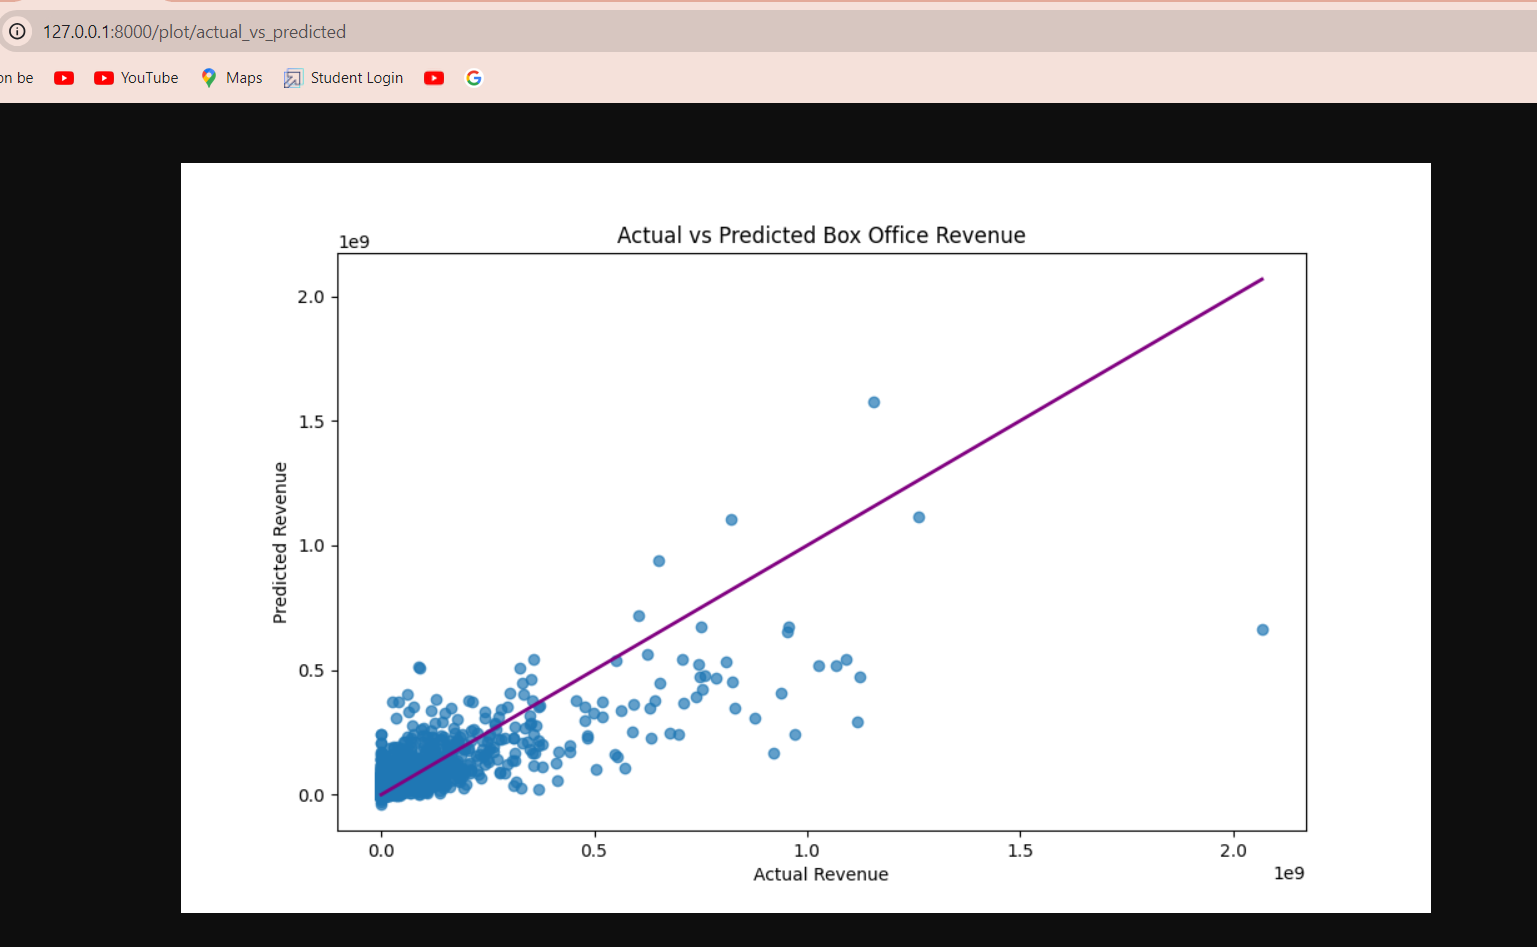 127.0.0.1:8000/plot/actual_vs_predicted
on be YouTube Maps Student Login
Actual vs Predicted Box Office Revenue
1e9
2.0
1.5
1.0
0.5
0.0
Predicted Revenue
0.0 0.5 1.0 1.5 2.0
Actual Revenue
1e9